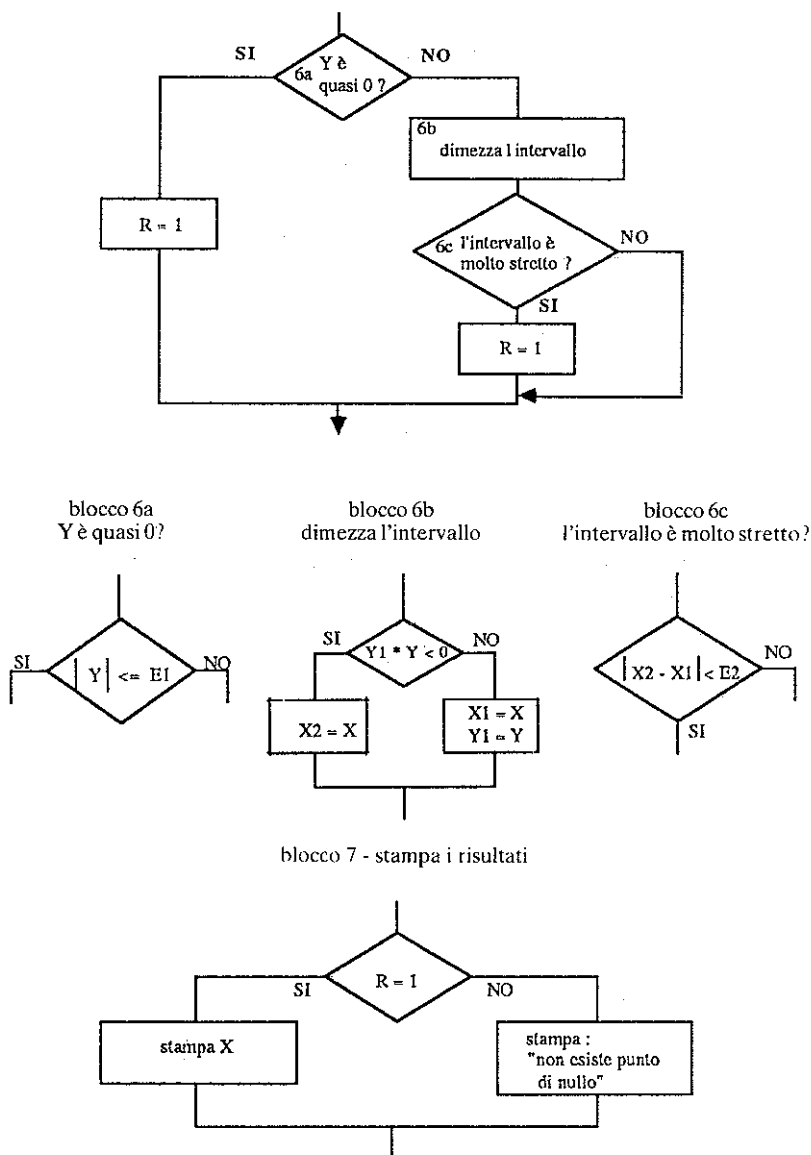 SI
NO
6a Y è
quasi 0 ?
6b
dimezza l intervallo
R = 1
6c l'intervallo è
molto stretto ?
NO
SI
R = 1
blocco 6a
Y è quasi 0?
blocco 6b
dimezza l'intervallo
blocco 6c
l'intervallo è molto stretto?
SI
| Y | <= E1
NO
SI
Y1 * Y < 0
NO
X2 = X
X1 = X
Y1 = Y
| X2 - X1 | < E2
NO
SI
blocco 7 - stampa i risultati
SI
R = 1
NO
stampa X
stampa :
"non esiste punto
di nullo"